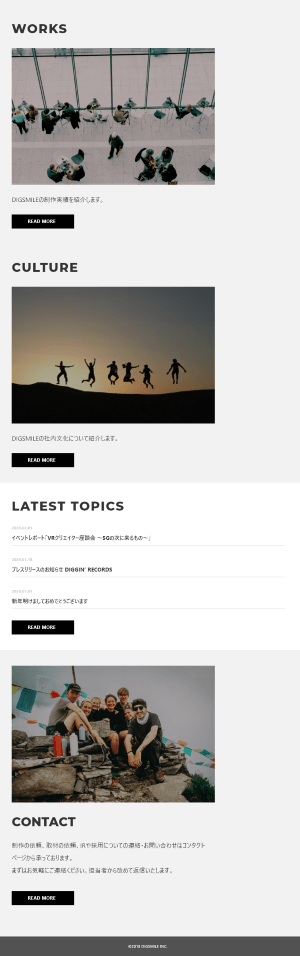 WORKS
DIGSMILEの制作実績を紹介します。
READ MORE
CULTURE
DIGSMILEの社内文化について紹介します。
READ MORE
LATEST TOPICS
イベントレポート「VRクリエイター座談会 〜5Gの次に来るもの〜」
プレスリリースのお知らせ DIGGIN' RECORDS
新年明けましておめでとうございます
READ MORE
CONTACT
制作の依頼、取材の依頼、IRや採用についての連絡・お問い合わせはコンタクト
ページから承っております。
まずはお気軽にご連絡ください。担当者から改めて返信いたします。
READ MORE
©2019 DIGSMILE INC.